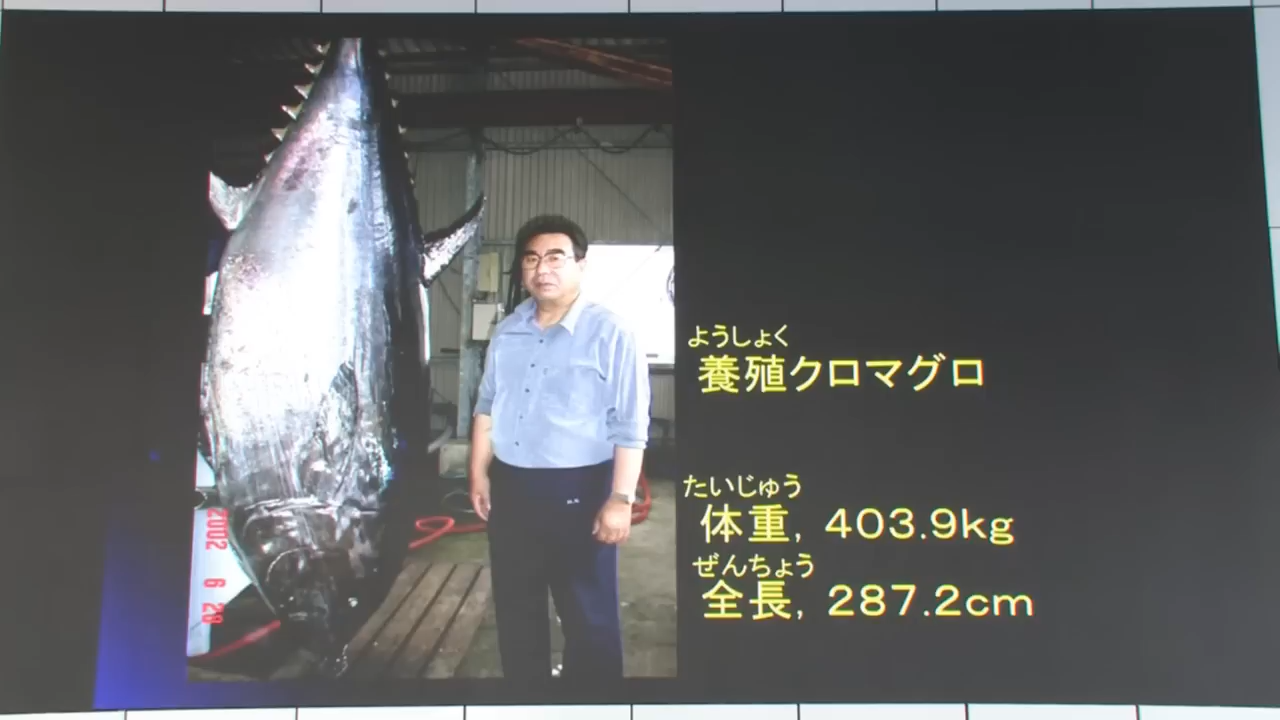 ようしょく
養殖クロマグロ
たいじゅう
体重, 403.9kg
ぜんちょう
全長, 287.2cm
2002 6 28